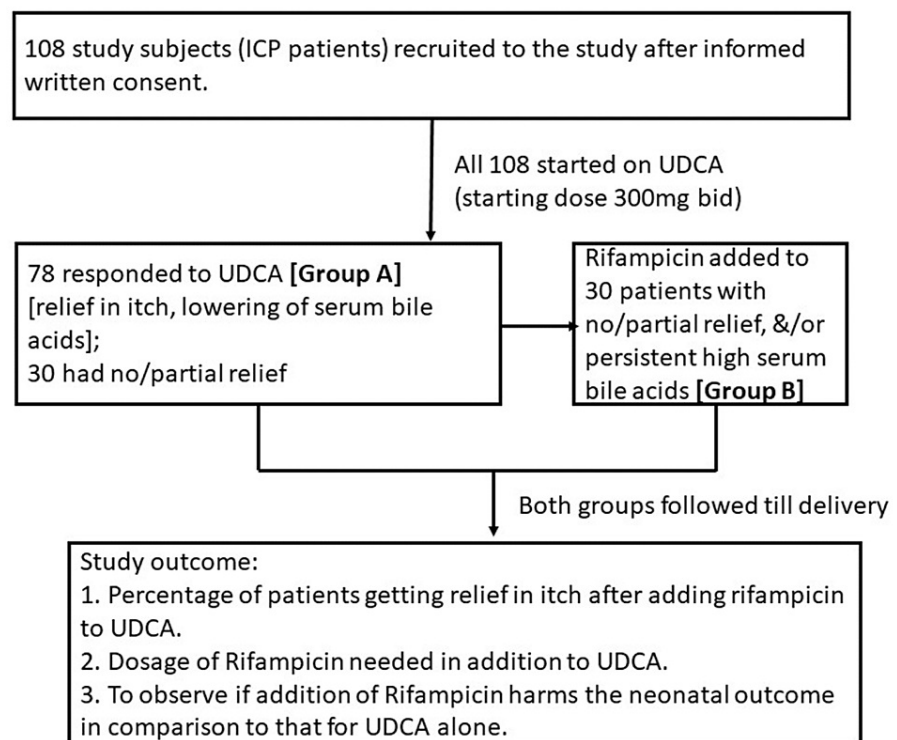 108 study subjects (ICP patients) recruited to the study after informed
written consent.
All 108 started on UDCA
(starting dose 300mg bid)
78 responded to UDCA [Group A]
[relief in itch, lowering of serum bile
acids];
30 had no/partial relief
Rifampicin added to
30 patients with
no/partial relief, &/or
persistent high serum
bile acids [Group B]
Both groups followed till delivery
Study outcome:
1. Percentage of patients getting relief in itch after adding rifampicin
to UDCA.
2. Dosage of Rifampicin needed in addition to UDCA.
3. To observe if addition of Rifampicin harms the neonatal outcome
in comparison to that for UDCA alone.